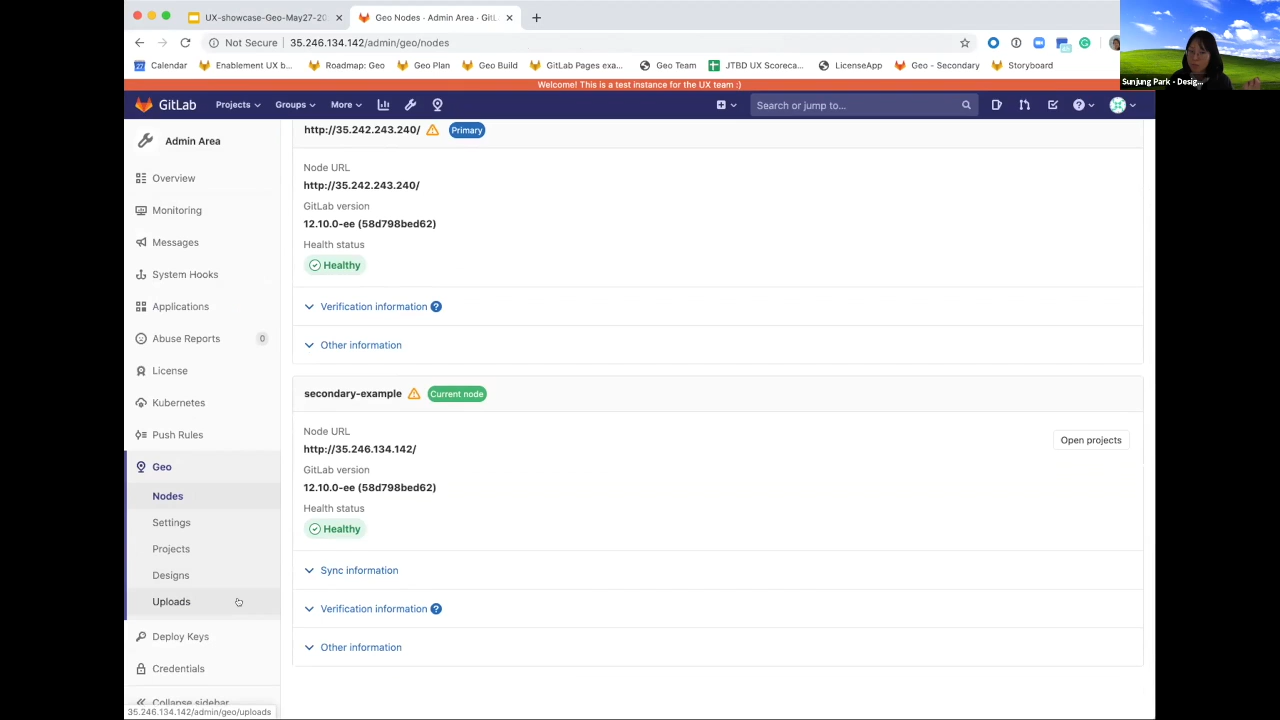 UX-showcase-Geo-May27-20
Geo Nodes · Admin Area · GitL
Not Secure
35.246.134.142/admin/geo/nodes
Calendar
Enablement UX b...
Roadmap: Geo
Geo Plan
Geo Build
GitLab Pages exa...
Geo Team
JTBD UX Scoreca...
LicenseApp
Geo - Secondary
Storyboard
Sunjung Park - Desig...
Welcome! This is a test instance for the UX team :)
GitLab
Projects
Groups
More
Search or jump to...
Admin Area
Overview
Monitoring
Messages
System Hooks
Applications
Abuse Reports
0
License
Kubernetes
Push Rules
Geo
Nodes
Settings
Projects
Designs
Uploads
Deploy Keys
Credentials
Collapse sidebar
35.246.134.142/admin/geo/uploads
http://35.242.243.240/
Primary
Node URL
http://35.242.243.240/
GitLab version
12.10.0-ee (58d798bed62)
Health status
Healthy
Verification information
Other information
secondary-example
Current node
Node URL
http://35.246.134.142/
Open projects
GitLab version
12.10.0-ee (58d798bed62)
Health status
Healthy
Sync information
Verification information
Other information